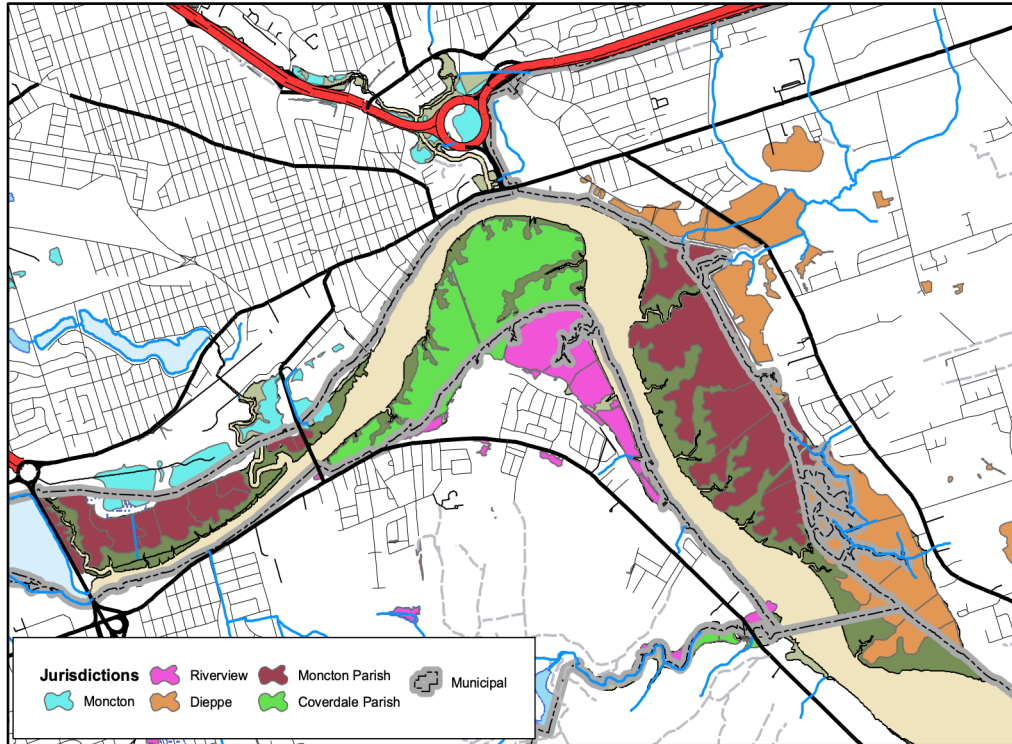 Jurisdictions
Moncton
Riverview
Dieppe
Moncton Parish
Coverdale Parish
Municipal